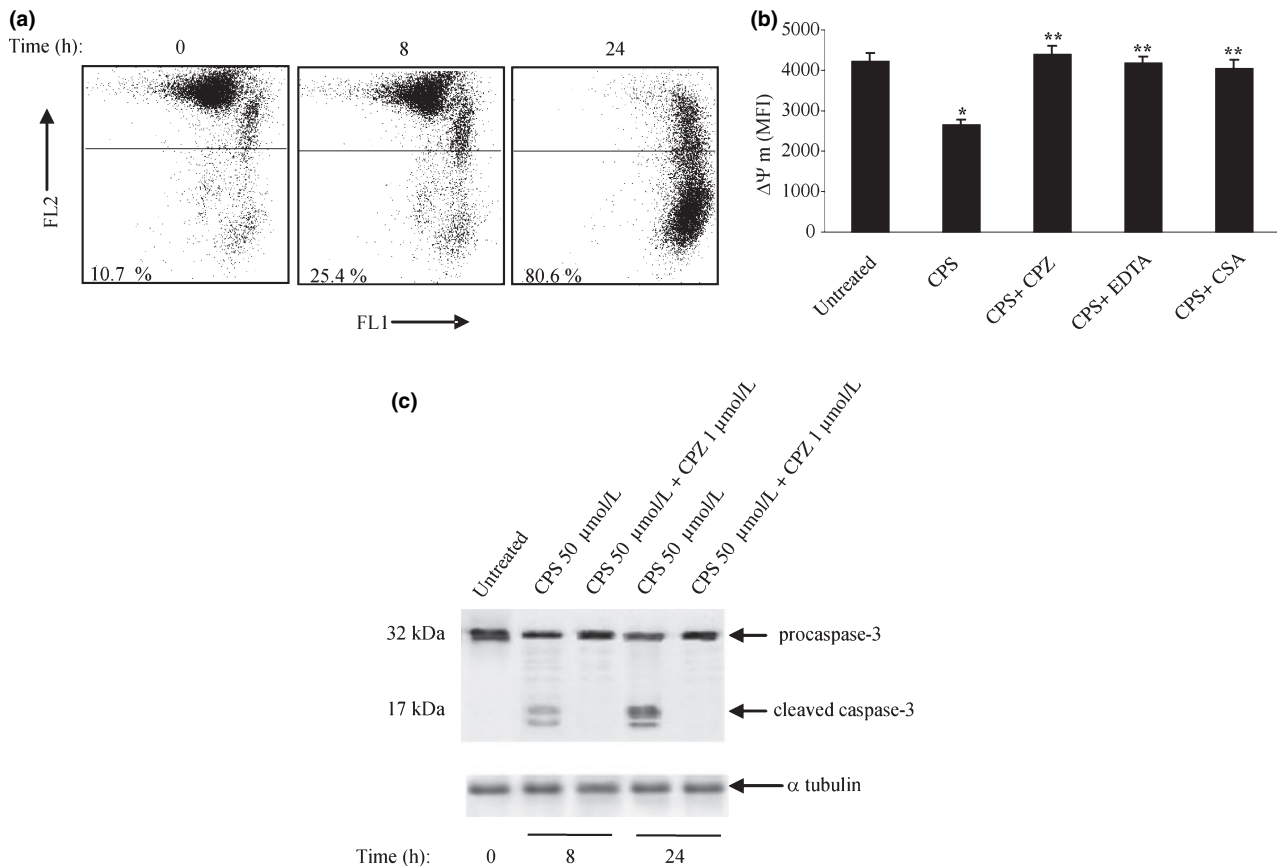 (a)
Time (h): 0 8 24
FL2
10.7 % 25.4 % 80.6 %
FL1
(b)
ΔΨ m (MFI)
5000
4000
3000
2000
1000
0
*
**
**
**
Untreated
CPS
CPS+ CPZ
CPS+ EDTA
CPS+ CSA
(c)
Untreated
CPS 50 µmol/L
CPS 50 µmol/L + CPZ 1 µmol/L
CPS 50 µmol/L
CPS 50 µmol/L + CPZ 1 µmol/L
32 kDa procaspase-3
17 kDa cleaved caspase-3
α tubulin
Time (h): 0 8 24